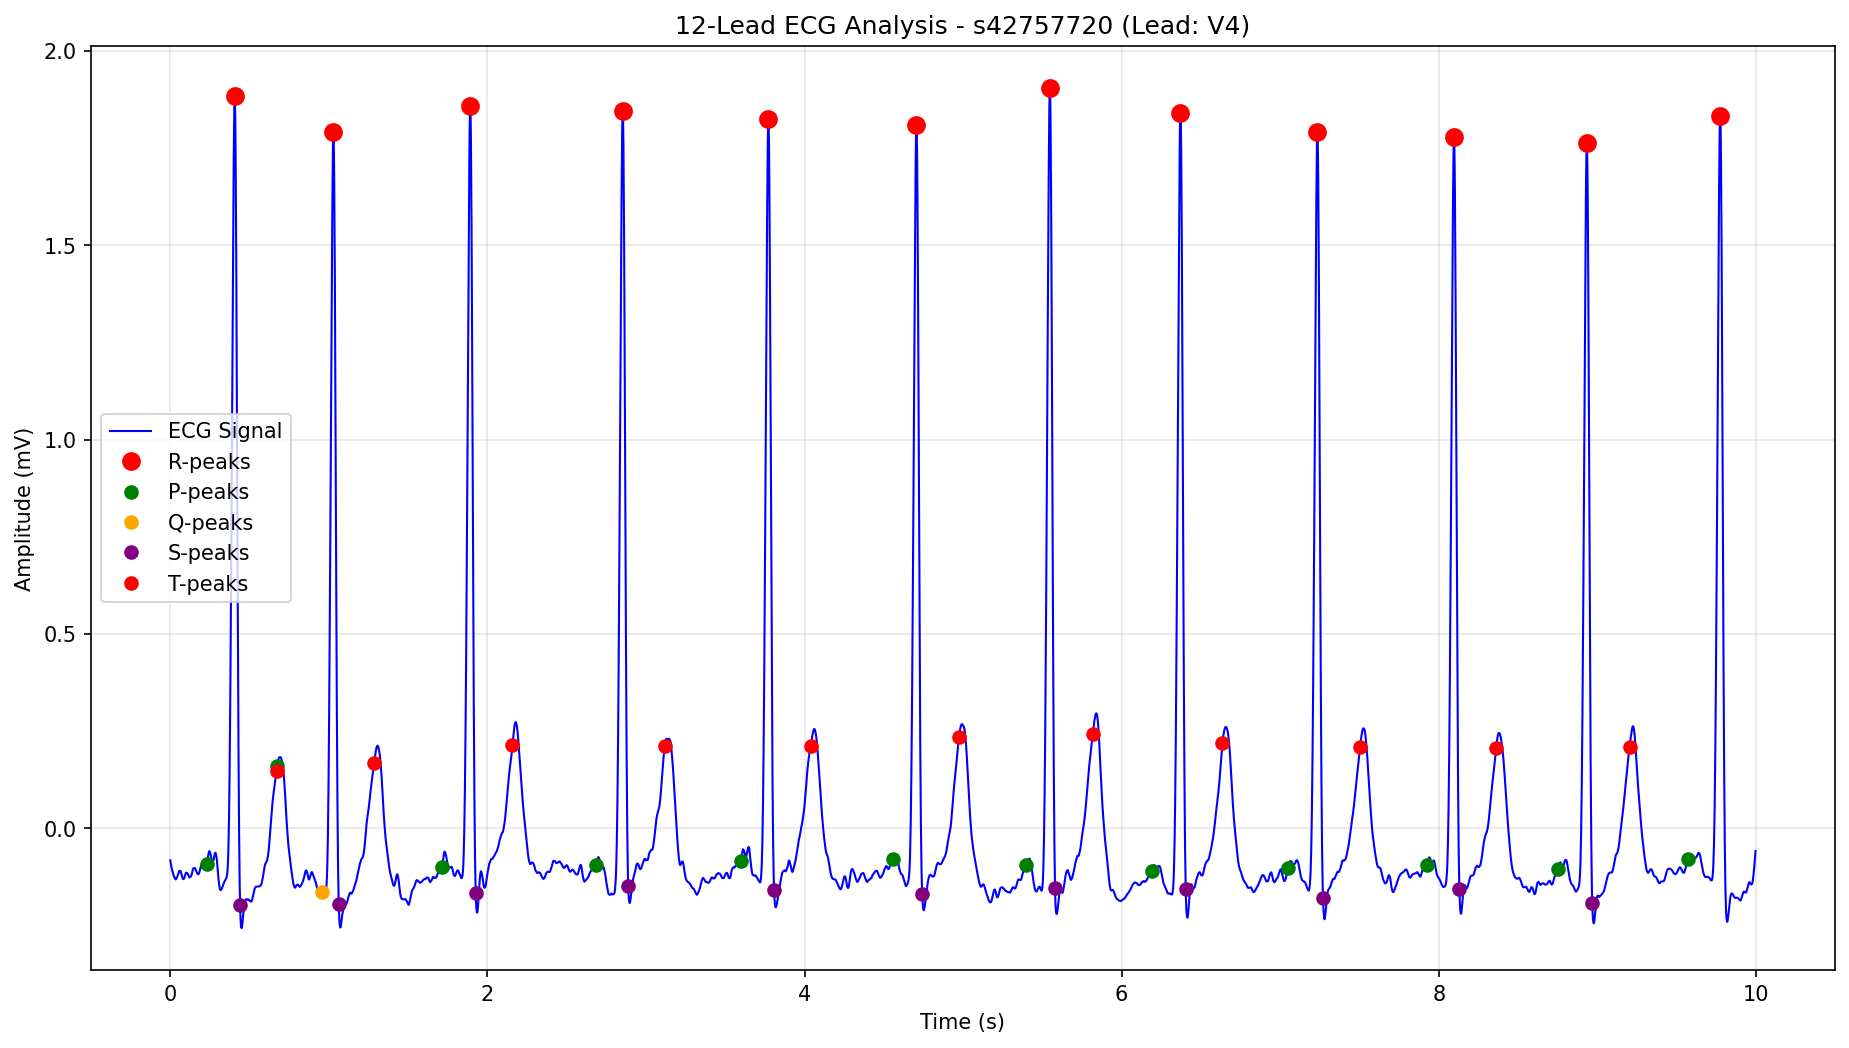 12-Lead ECG Analysis - s42757720 (Lead: V4)
2.0
1.5
1.0
0.5
0.0
Amplitude (mV)
ECG Signal
R-peaks
P-peaks
Q-peaks
S-peaks
T-peaks
0 2 4 6 8 10
Time (s)